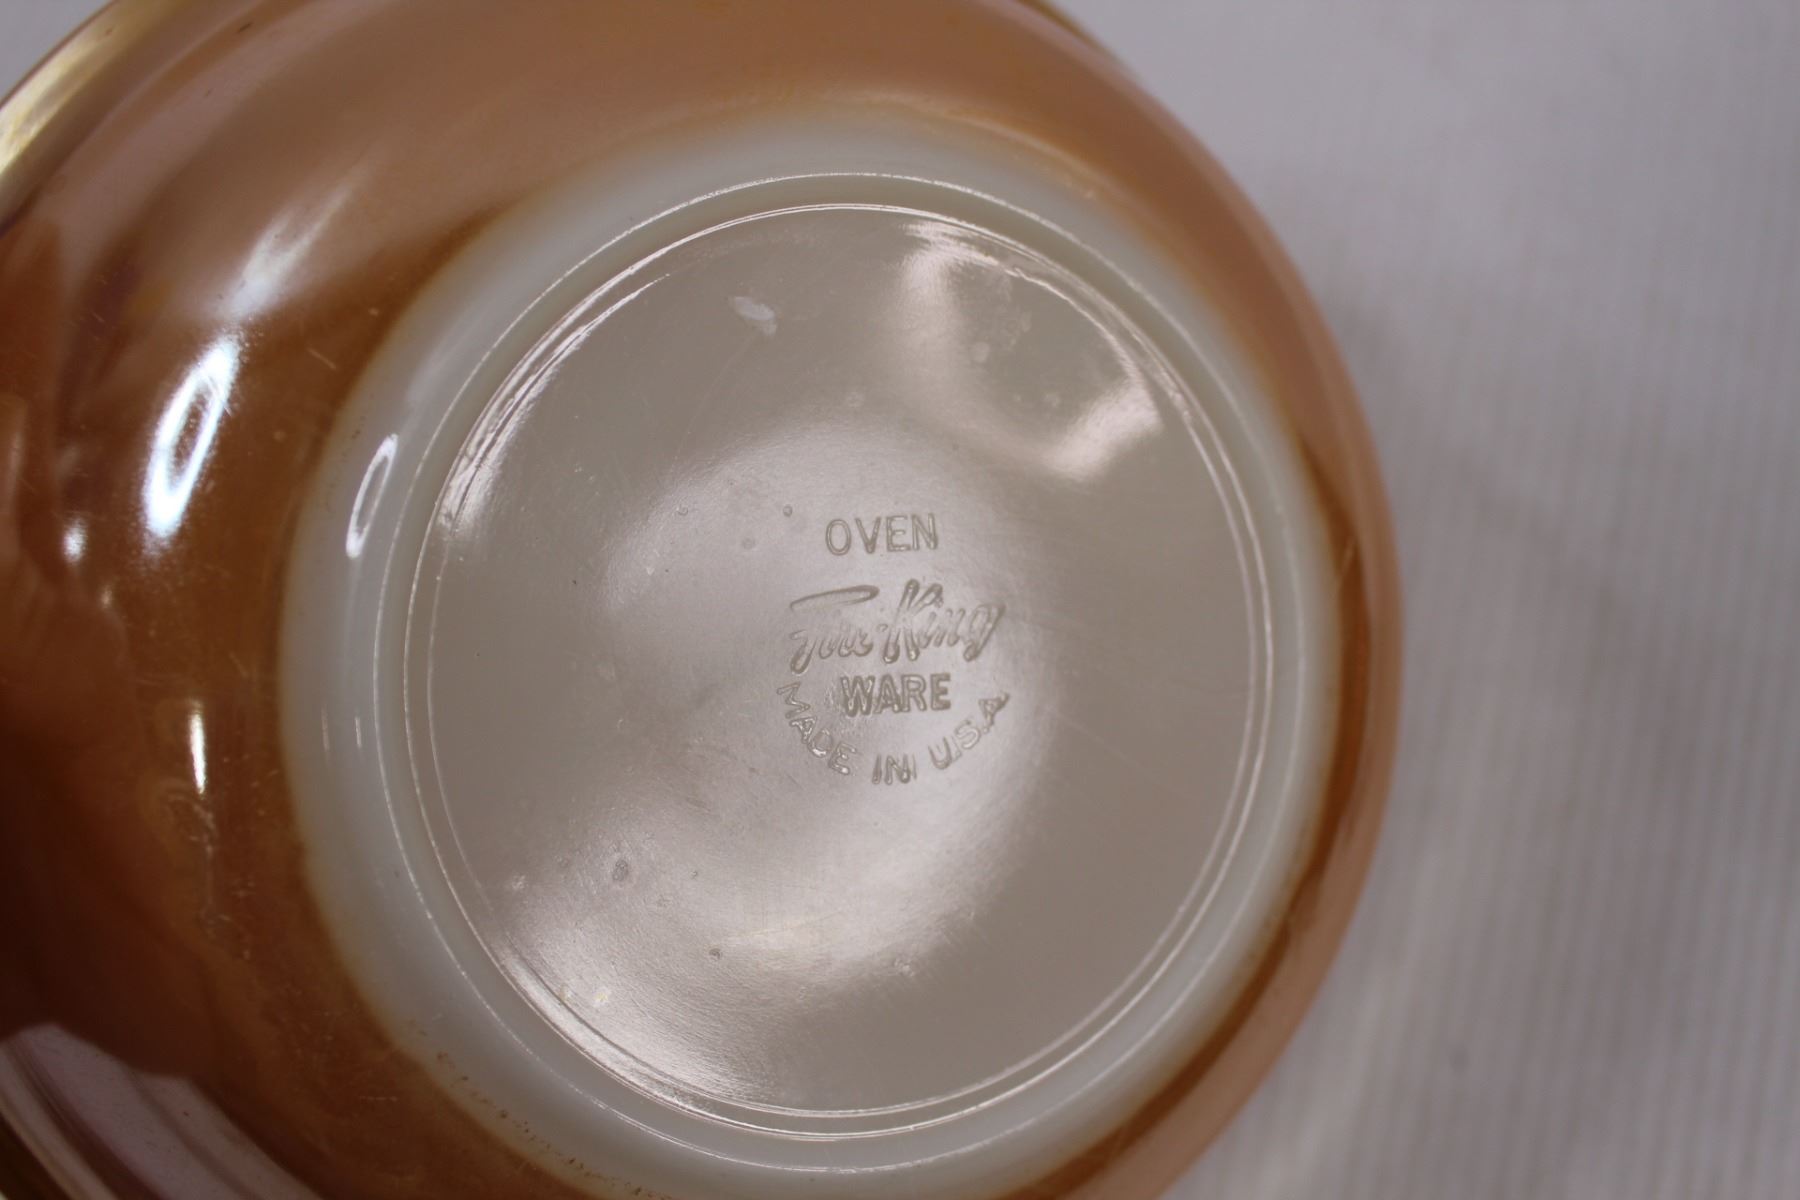 OVEN
Fire-King
WARE
MADE IN U.S.A